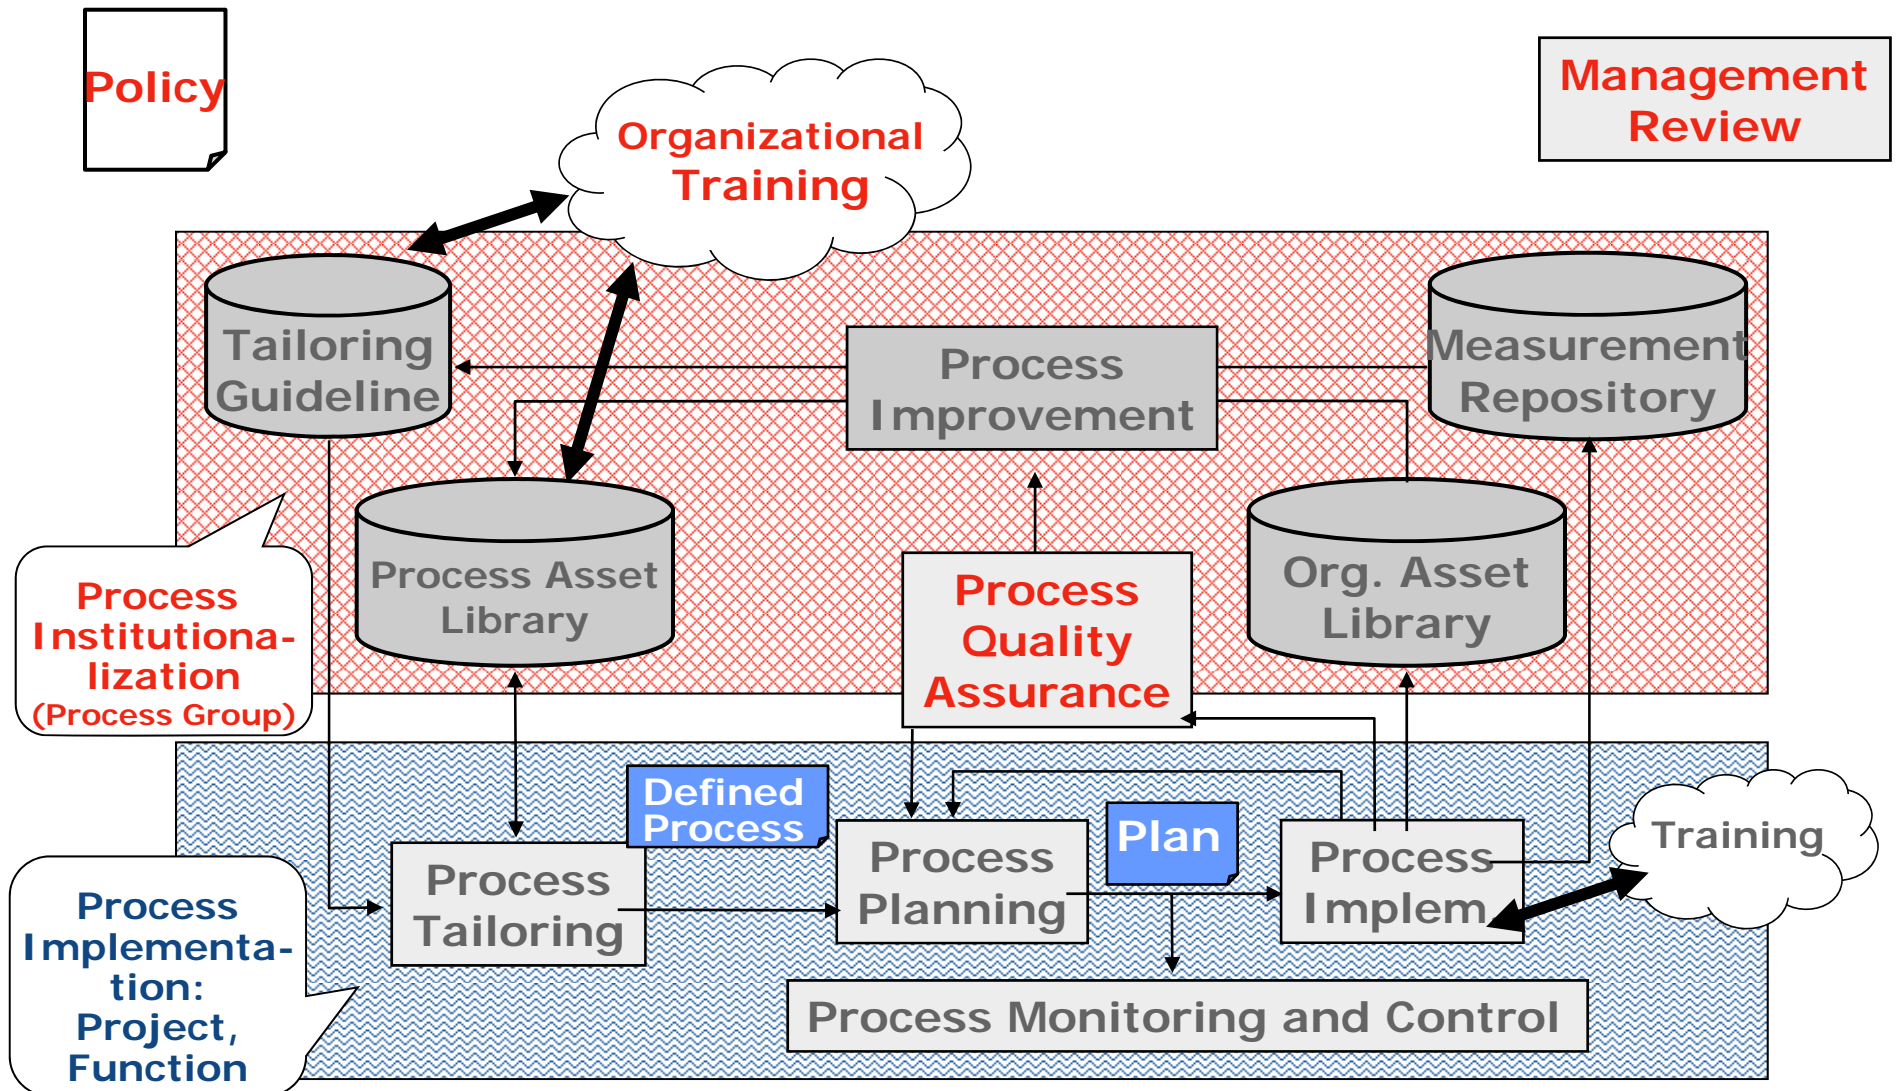 Policy
Management
Review
Organizational
Training
Tailoring
Guideline
Process
Improvement
Measurement
Repository
Process Asset
Library
Process
Quality
Assurance
Org. Asset
Library
Process
Institutiona-
lization
(Process Group)
Defined
Process
Plan
Training
Process
Tailoring
Process
Planning
Process
Implem.
Process
Implementa-
tion:
Project,
Function
Process Monitoring and Control